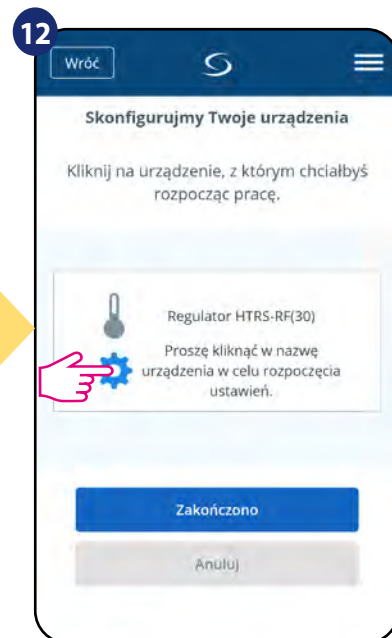 12
Wróć
Skonfigurujmy Twoje urządzenia
Kliknij na urządzenie, z którym chciałbyś
rozpocząc pracę.
Regulator HTRS-RF(30)
Proszę kliknąć w nazwę
urządzenia w celu rozpoczęcia
ustawień.
Zakończono
Anuluj